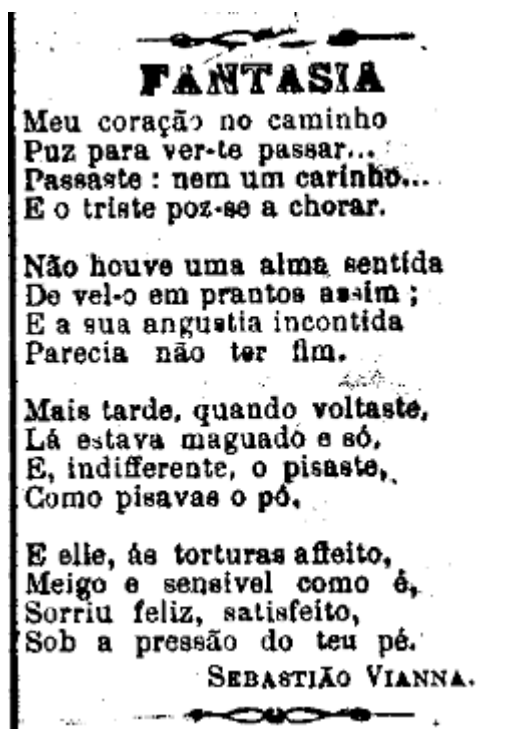 FANTASIA
Meu coração no caminho
Puz para ver-te passar...
Passaste : nem um carinho...
E o triste poz-se a chorar.
Não houve uma alma sentida
De vel-o em prantos assim ;
E a sua angustia incontida
Parecia não ter fim.
Mais tarde, quando voltaste,
Lá estava maguado e só,
E, indifferente, o pisaste,
Como pisavas o pó.
E elle, ás torturas affeito,
Meigo e sensivel como é,
Sorriu feliz, satisfeito,
Sob a pressão do teu pé.
SEBASTIÃO VIANNA.